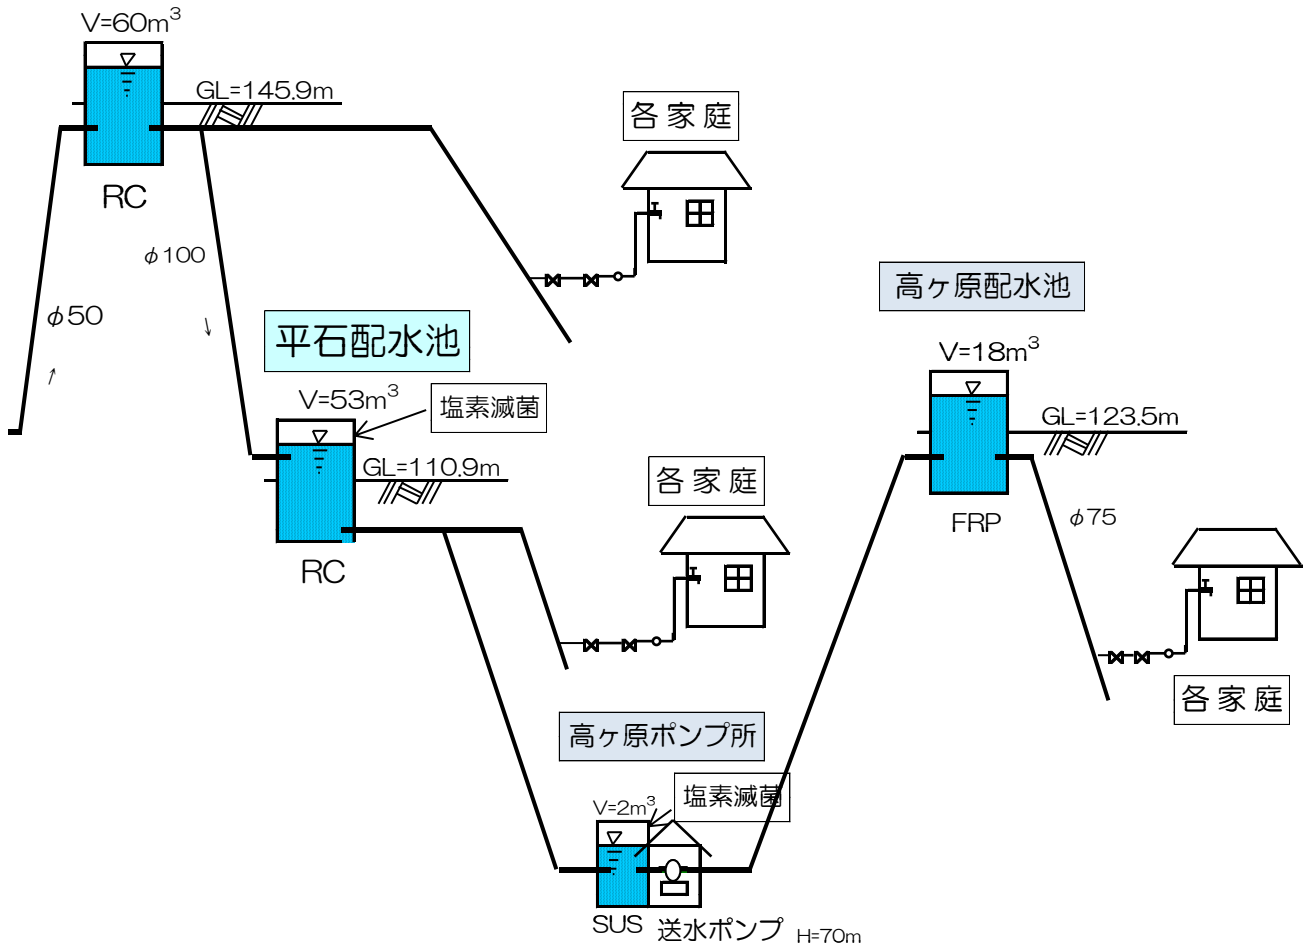 V=60m³
GL=145.9m
各家庭
RC
φ100
高ヶ原配水池
φ50
↓
平石配水池
V=18m³
↑
V=53m³
塩素滅菌
GL=123.5m
GL=110.9m
各家庭
FRP
φ75
RC
各家庭
高ヶ原ポンプ所
塩素滅菌
V=2m³
SUS
送水ポンプ H=70m